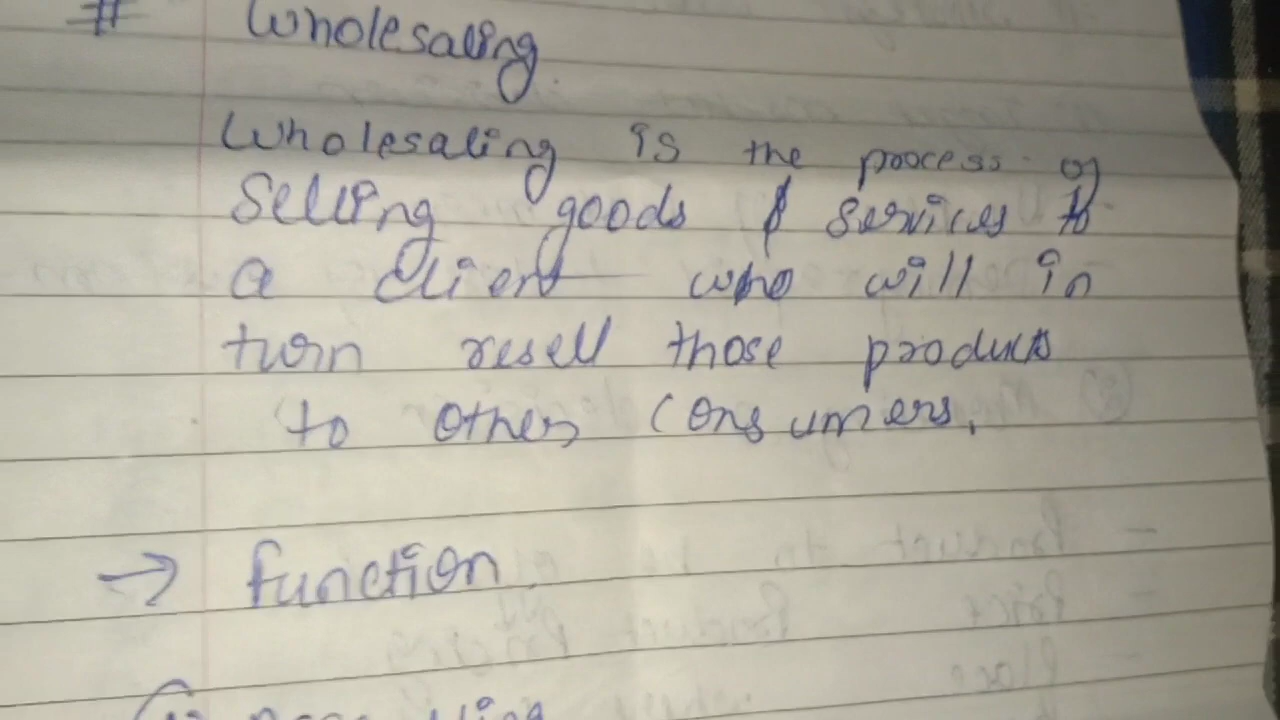 # Wholesaling
Wholesaling is the process of
Selling goods & services to
a client who will in
turn resell those products
to others consumers.
→ function